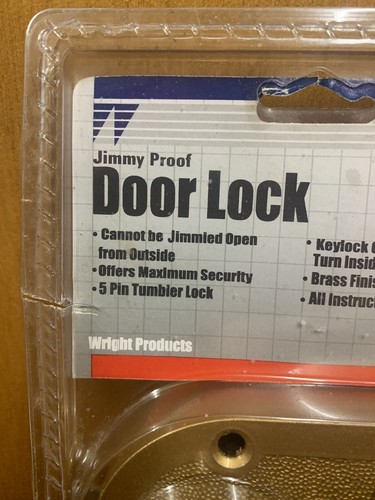 Jimmy Proof
Door Lock
• Cannot be Jimmied Open
from Outside
• Offers Maximum Security
• 5 Pin Tumbler Lock
• Keylock
Turn Insid
• Brass Finis
• All Instruc
Wright Products